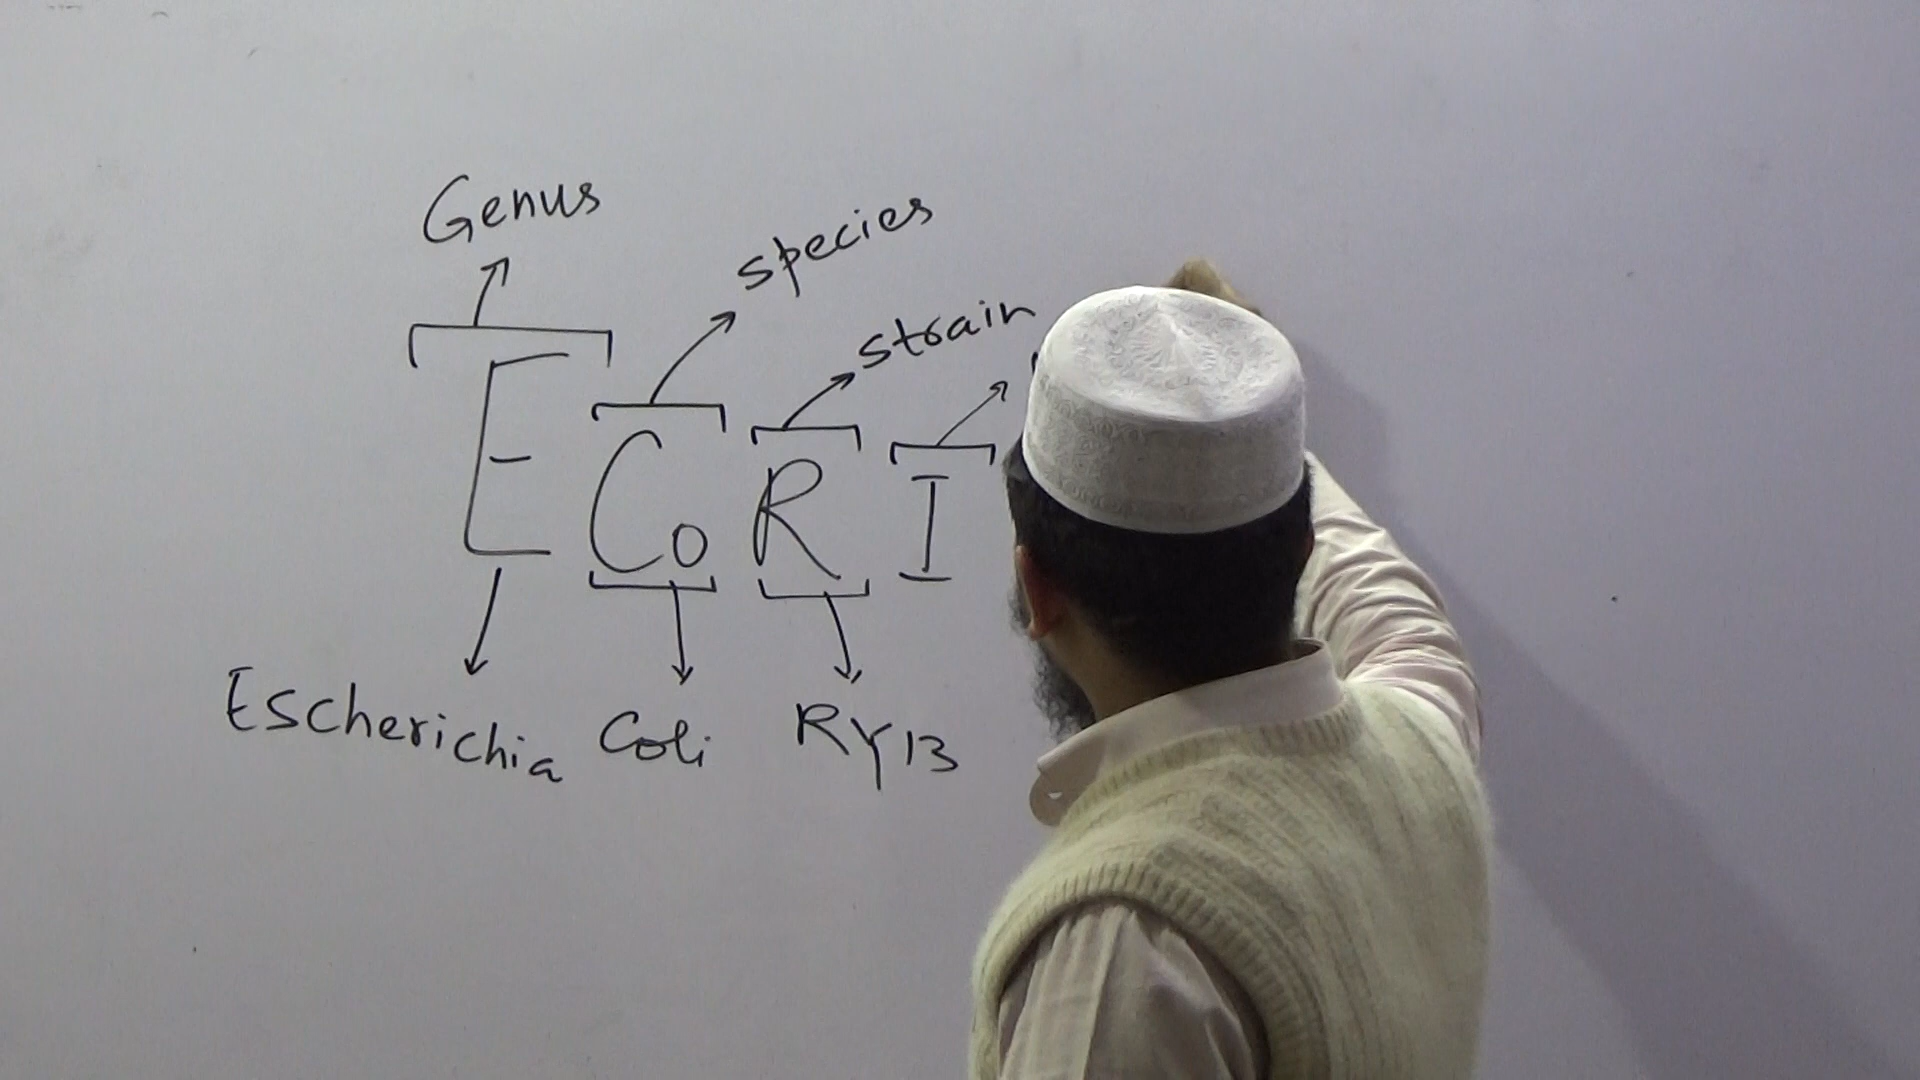 Genus
species
strain
E Co R I
Escherichia Coli RY13